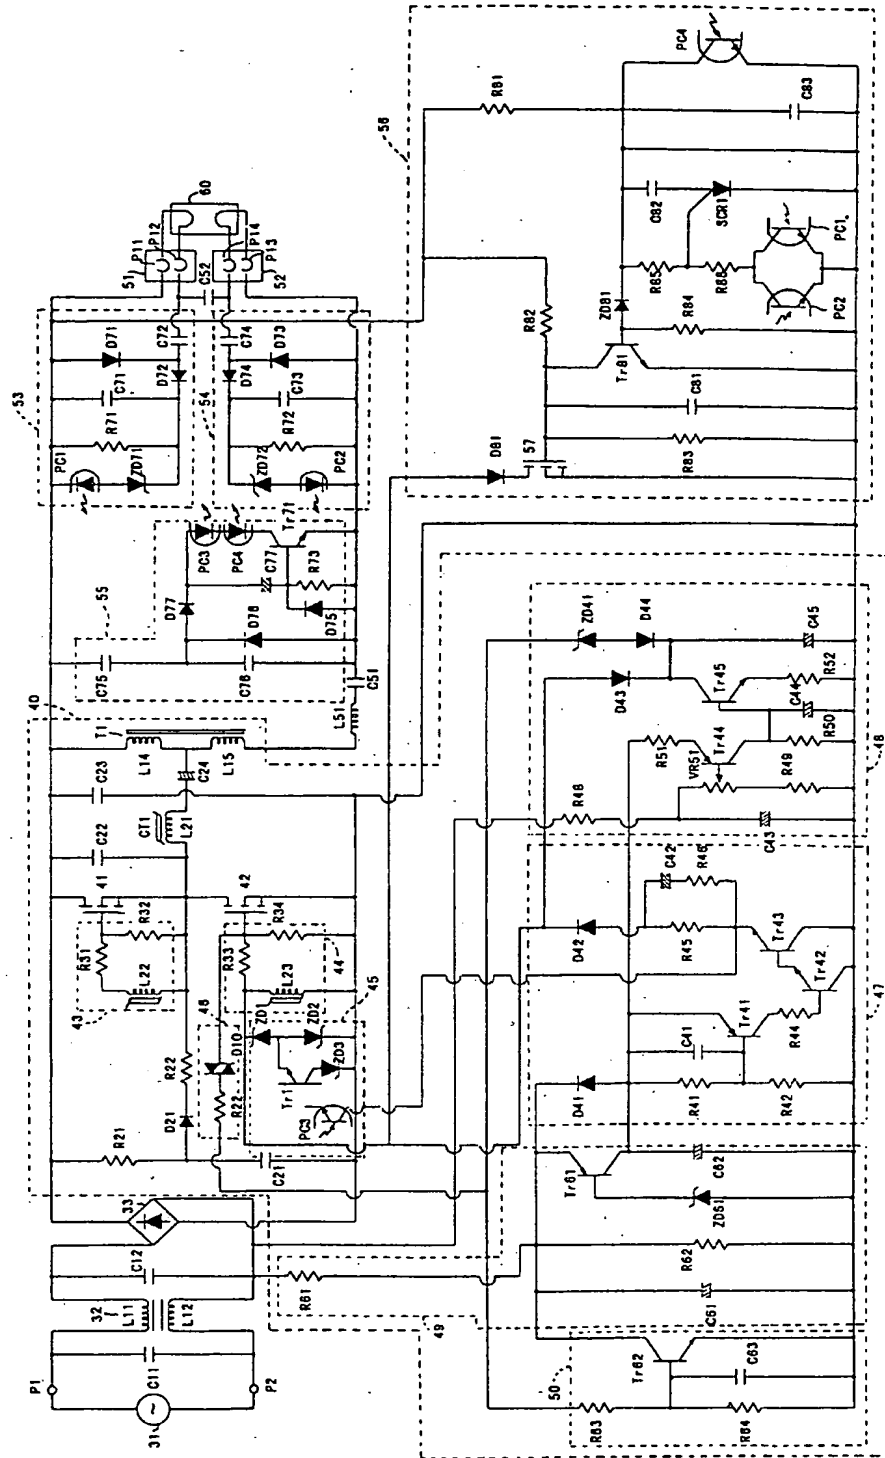 P1
P2
31
C11
32
L11
L12
C12
33
R21
C21
D21
R22
R31
L22
R32
43
41
42
46
R22
D10
R33
L23
R34
44
45
ZD1
ZD2
ZD3
Tr1
PC3
C22
CT1
L21
C23
C24
L14
L15
T1
40
L51
C51
C75
C76
55
D77
D76
C77
D75
R73
PC3
PC4
Tr71
53
PC1
ZD71
R71
C71
D71
D72
C72
54
ZD72
PC2
R72
C73
D73
D74
C74
C52
51
52
P11
P12
P14
P13
60
56
R81
C83
PC4
C82
SCR1
R85
R86
PC1
PC2
ZD81
R84
Tr81
R82
C81
R83
57
D81
49
R61
50
R63
R64
Tr62
C63
C61
R62
ZD61
Tr61
C62
47
D41
R41
R42
C41
Tr41
R44
Tr42
Tr43
D42
R45
C42
R46
48
R48
C43
VR51
R49
R51
Tr44
R50
C44
Tr45
R52
D43
D44
ZD41
C45